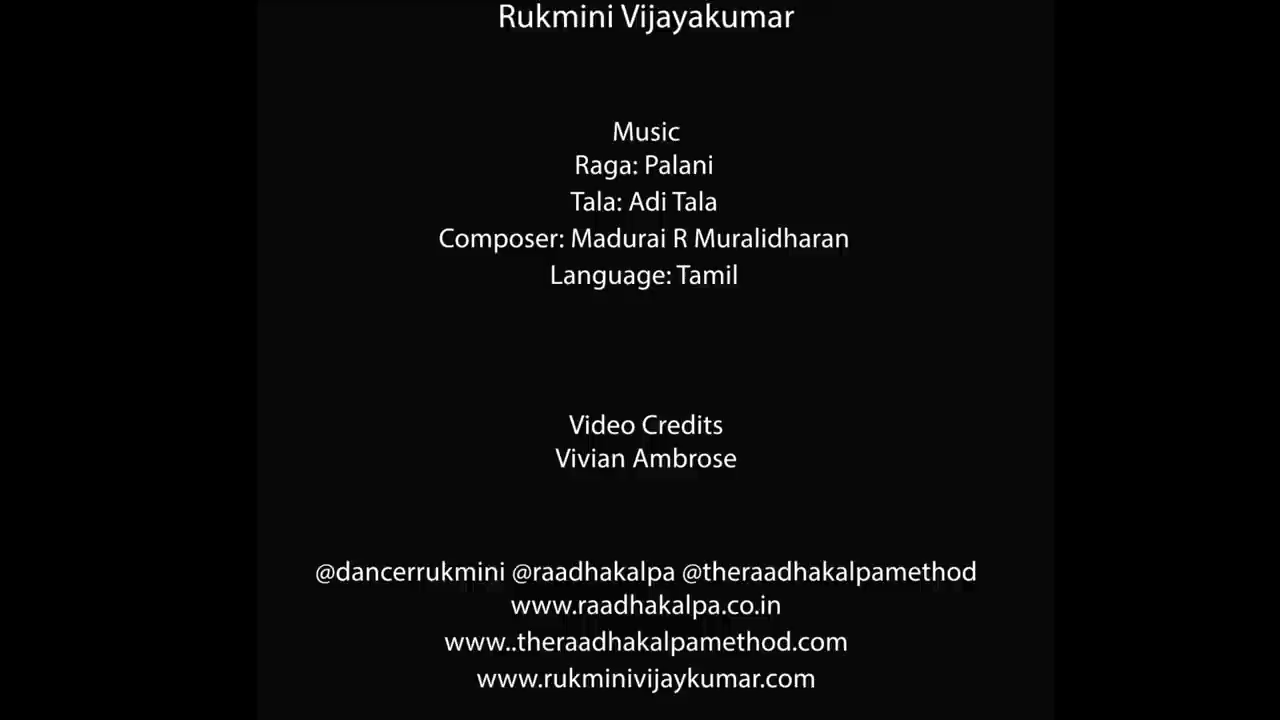 Rukmini Vijayakumar
Music
Raga: Palani
Tala: Adi Tala
Composer: Madurai R Muralidharan
Language: Tamil
Video Credits
Vivian Ambrose
@dancerrukmini @raadhakalpa @theraadhakalpamethod
www.raadhakalpa.co.in
www..theraadhakalpamethod.com
www.rukminivijaykumar.com